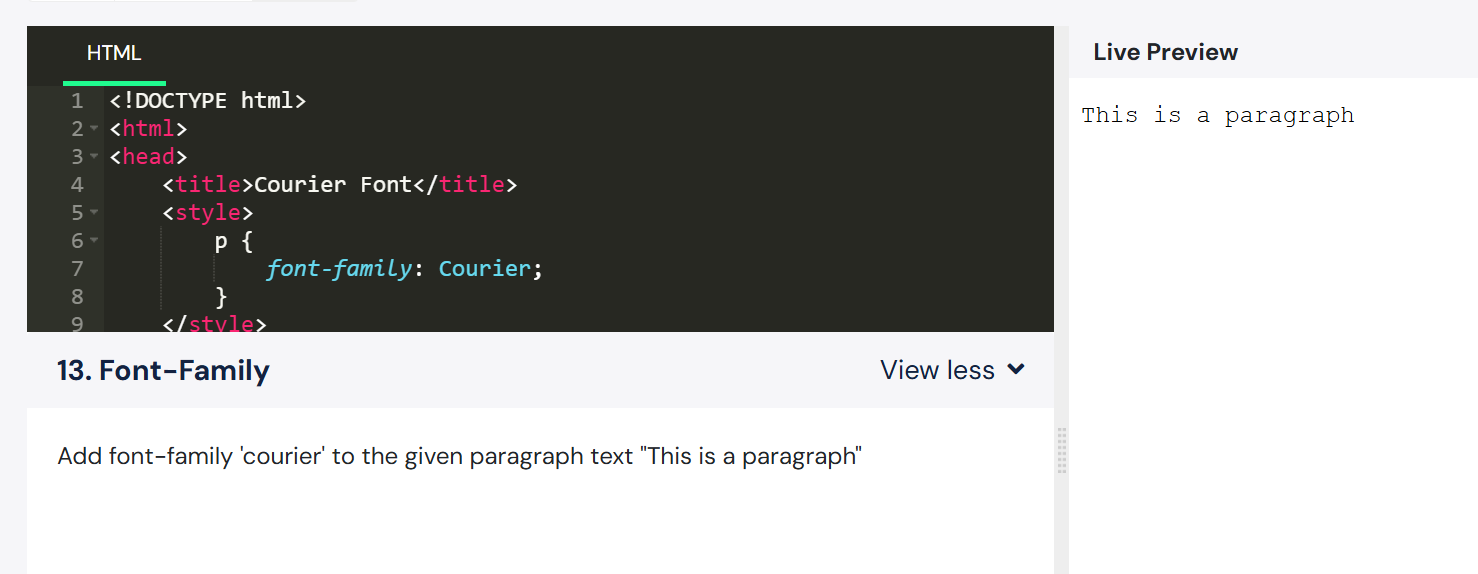 HTML
Live Preview
1 <!DOCTYPE html>
2 <html>
3 <head>
4 <title>Courier Font</title>
5 <style>
6 p {
7 font-family: Courier;
8 }
9 </style>
This is a paragraph
13. Font-Family
View less
Add font-family 'courier' to the given paragraph text "This is a paragraph"